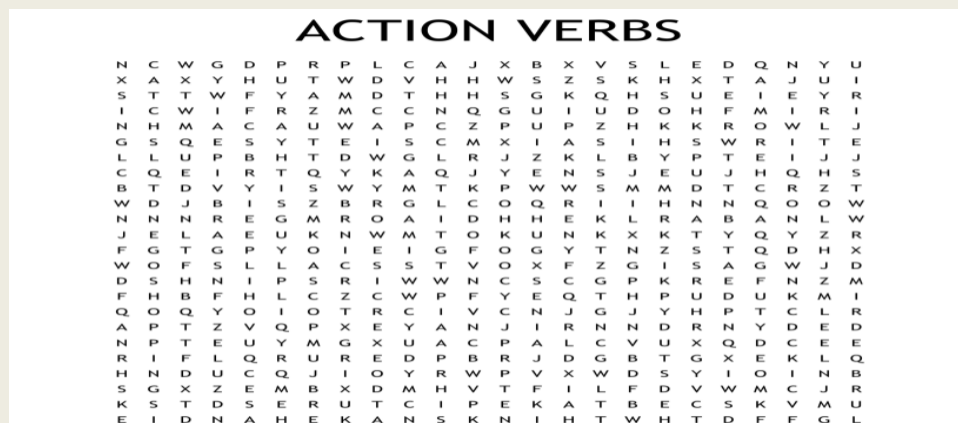 ACTION VERBS
N C W G D P R P L C A J X B X V S L E D Q N Y U
X A X Y H U T W D V H H W S Z S K H X T A J U I
S T T W F Y A M D T H H S G K Q H S U E I E Y R
I C W I F R Z M C C N Q G U I U D O H F M I R I
N H M A C A U W A P C Z P U P Z H K K R O W L J
G S Q E S Y T E I S C M X I A S I H S W R I T E
L L U P B H T D W G L R J Z K L B Y P T E I J J
C Q E I R T Q Y K A Q J Y E N S J E U J H Q H S
B T D V Y I S W Y M T K P W W S M M D T C R Z T
W D J B I S Z B R G L C O Q R I I H N N Q O O W
N N N R E G M R O A I D H H E K L R A B A N L W
J E L A E U K N W M T O K U N K X K T Y Q Y Z R
F G T G P Y O I E I G F O G Y T N Z S T Q D H X
W O F S L L A C S S T V O X F Z G I S A G W J D
D S H N I P S R I W W N C S C G P K R E F N Z M
F H B F H L C Z C W P F Y E Q T H P U D U K M I
Q O Q Y O I O T R C I V C N J G J Y H P T C L R
A P T Z V Q P X E Y A N J I R N N D R N Y D E D
N P T E U Y M G X U A C P A L C V U X Q D C E E
R I F L Q R U R E D P B R J D G B T G X E K L Q
H N D U C Q J I O Y R W P V X W D S Y I O I N B
S G X Z E M B X D M H V T F I L F D V W M C J R
K S T D S E R U T C I P E K A T B E C S K V M U
E I D N A H E K A N S K N I H T W H T D F F G L